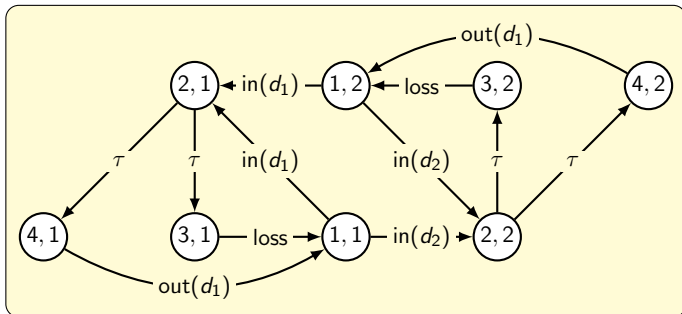 out(d₁)
2, 1 in(d₁) 1, 2 loss 3, 2 4, 2
τ τ in(d₁) in(d₂) τ τ
4, 1 3, 1 loss 1, 1 in(d₂) 2, 2
out(d₁)